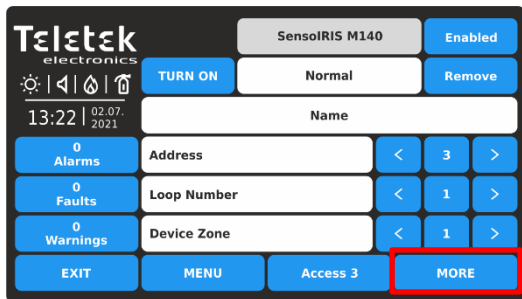 Teletek
electronics
SensoIRIS M140
Enabled
TURN ON
Normal
Remove
13:22 | 02.07.
2021
Name
0
Alarms
Address
<
3
>
0
Faults
Loop Number
<
1
>
0
Warnings
Device Zone
<
1
>
EXIT
MENU
Access 3
MORE